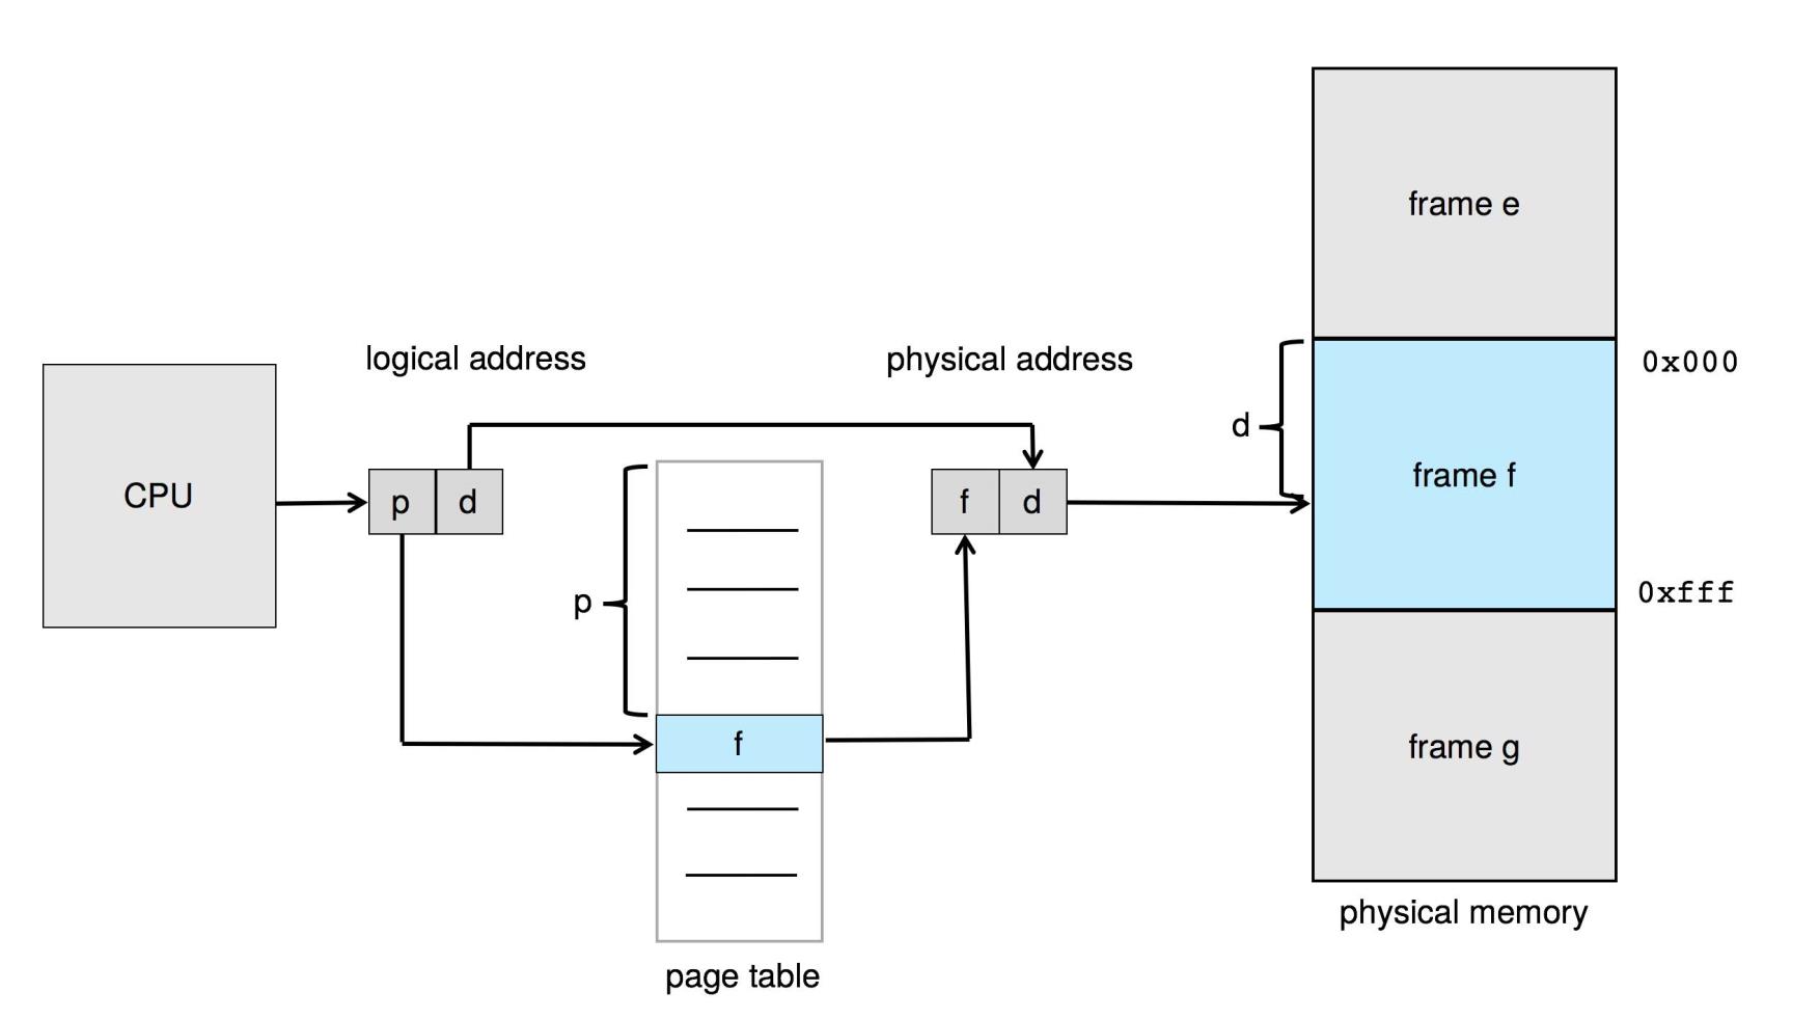 frame e
logical address
physical address
0x000
d
CPU
p d
f d
frame f
p
0xfff
f
frame g
physical memory
page table